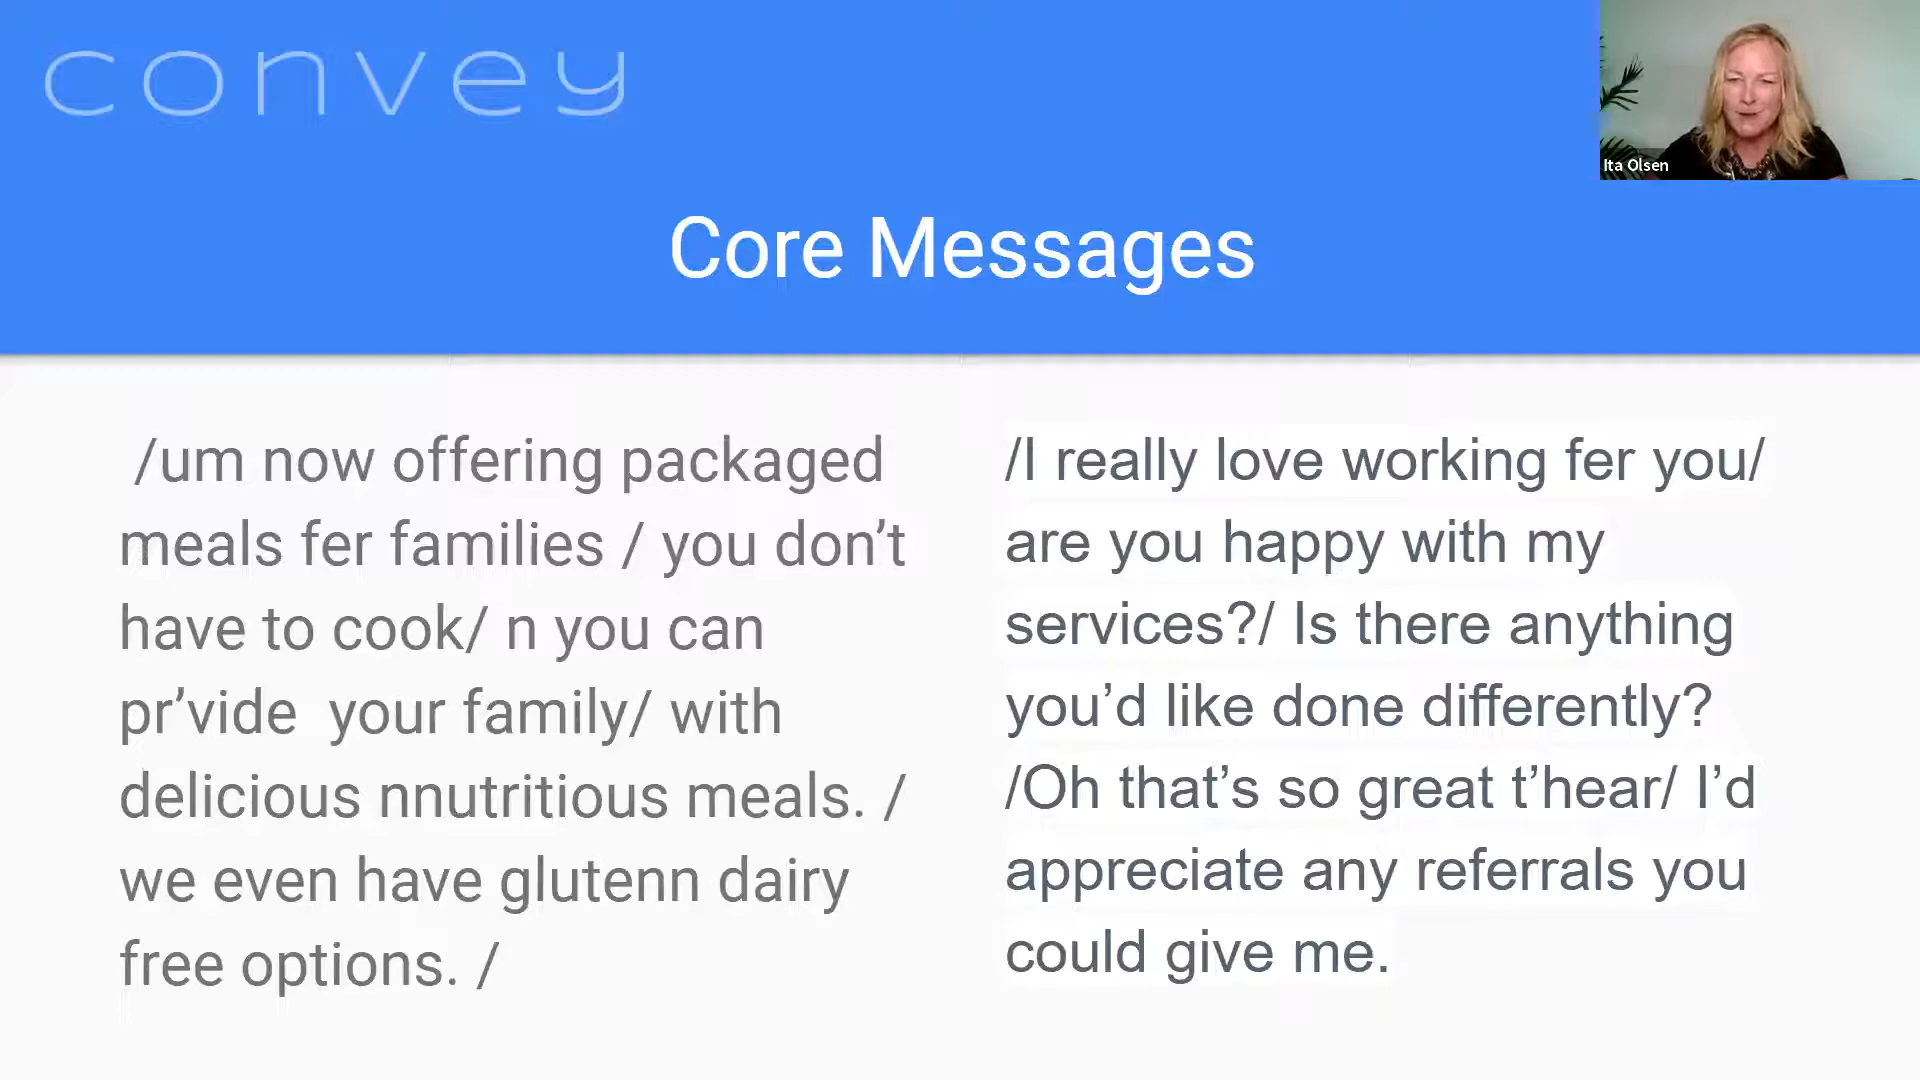 convey
Ita Olsen
Core Messages
/um now offering packaged
meals fer families / you don’t
have to cook/ n you can
pr’vide  your family/ with
delicious nnutritious meals. /
we even have glutenn dairy
free options. /
/I really love working fer you/
are you happy with my
services?/ Is there anything
you’d like done differently?
/Oh that’s so great t’hear/ I’d
appreciate any referrals you
could give me.